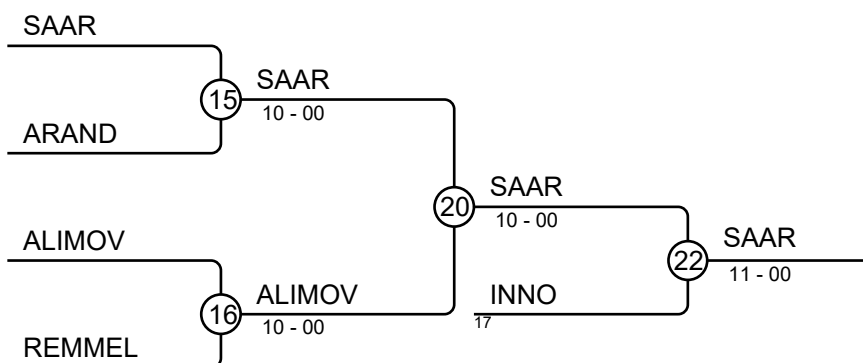 SAAR
15
SAAR
10 - 00
ARAND
20
SAAR
10 - 00
ALIMOV
22
SAAR
11 - 00
16
ALIMOV
10 - 00
INNO
17
REMMEL